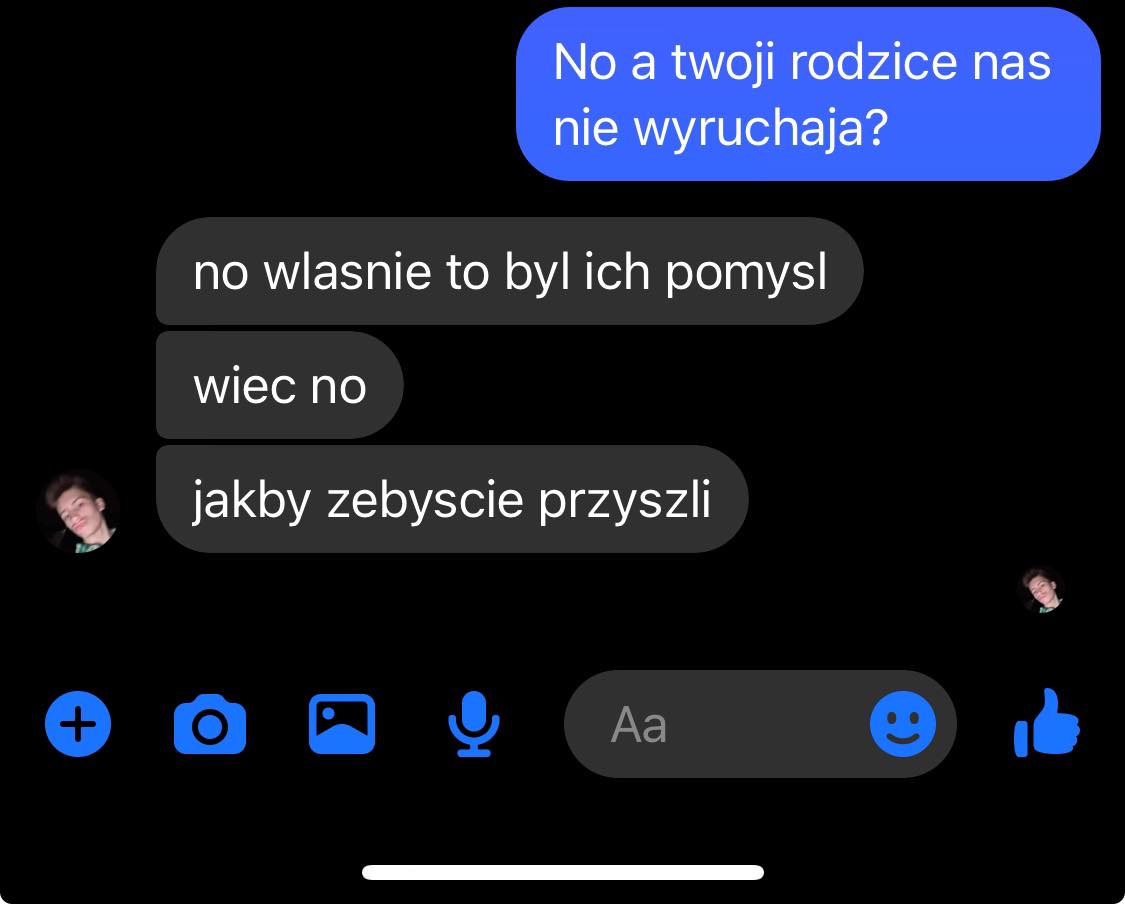 No a twoji rodzice nas
nie wyruchaja?
no wlasnie to byl ich pomysl
wiec no
jakby zebyscie przyszli
Aa